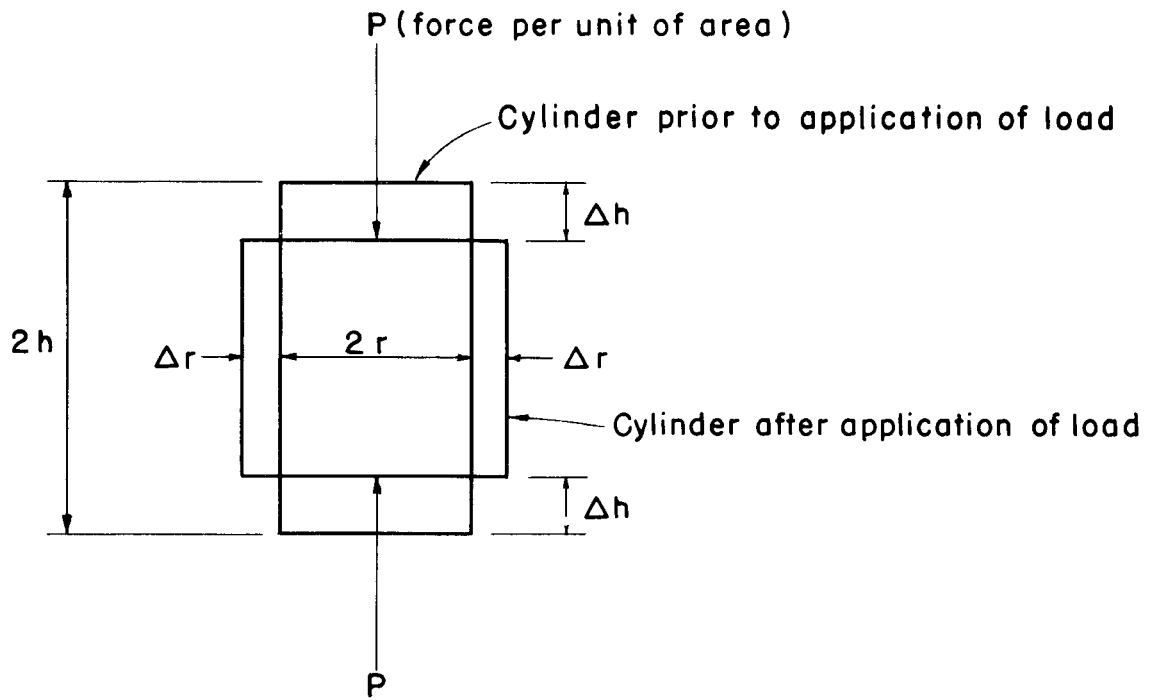 P (force per unit of area)
Cylinder prior to application of load
Δh
2h
Δr
2r
Δr
Cylinder after application of load
Δh
P